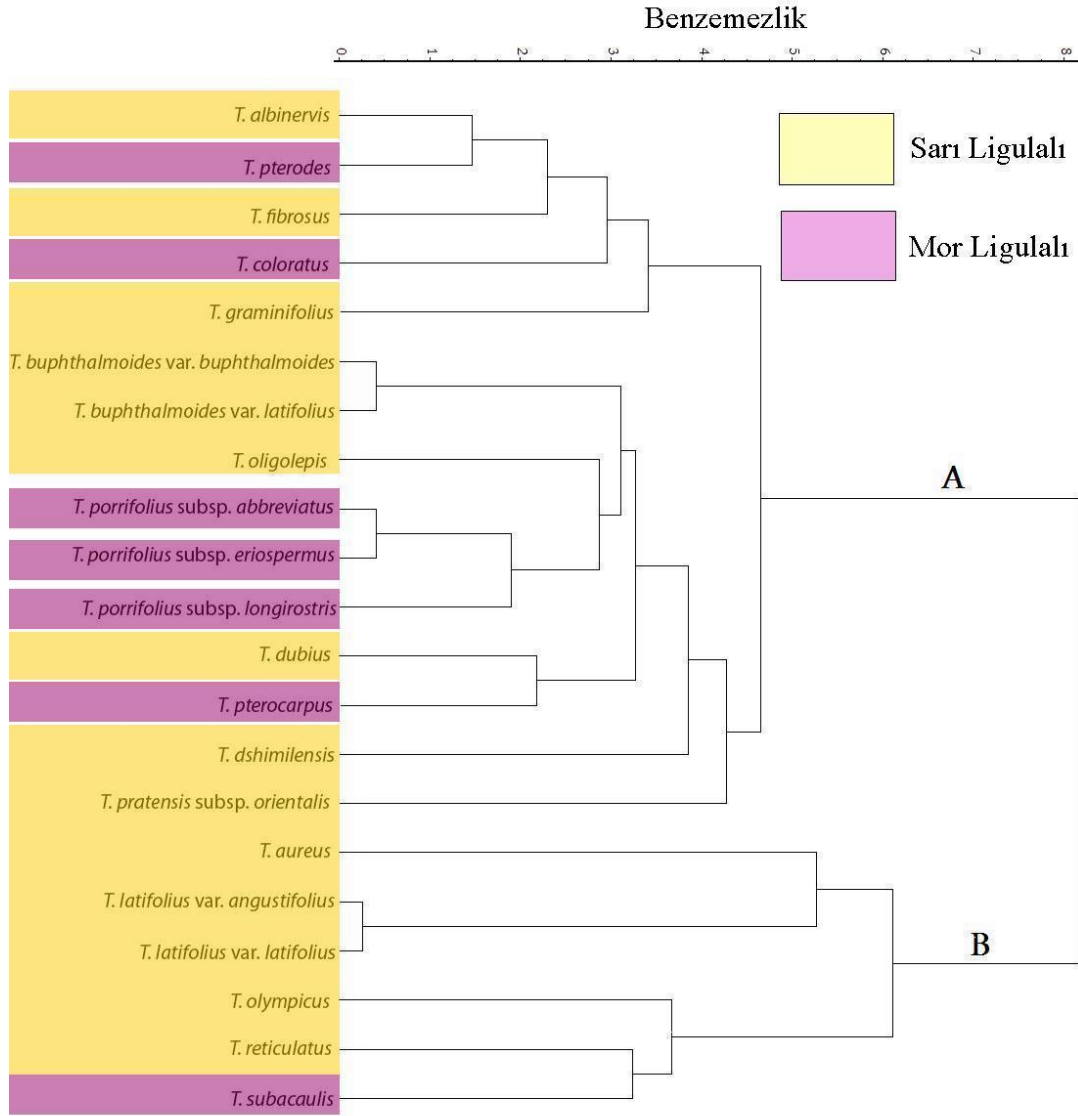 Benzemezlik
0 1 2 3 4 5 6 7 8
T. albinervis
Sarı Ligulalı
T. pterodes
T. fibrosus
Mor Ligulalı
T. coloratus
T. graminifolius
T. buphthalmoides var. buphthalmoides
T. buphthalmoides var. latifolius
T. oligolepis
A
T. porrifolius subsp. abbreviatus
T. porrifolius subsp. eriospermus
T. porrifolius subsp. longirostris
T. dubius
T. pterocarpus
T. dshimilensis
T. pratensis subsp. orientalis
T. aureus
T. latifolius var. angustifolius
B
T. latifolius var. latifolius
T. olympicus
T. reticulatus
T. subacaulis